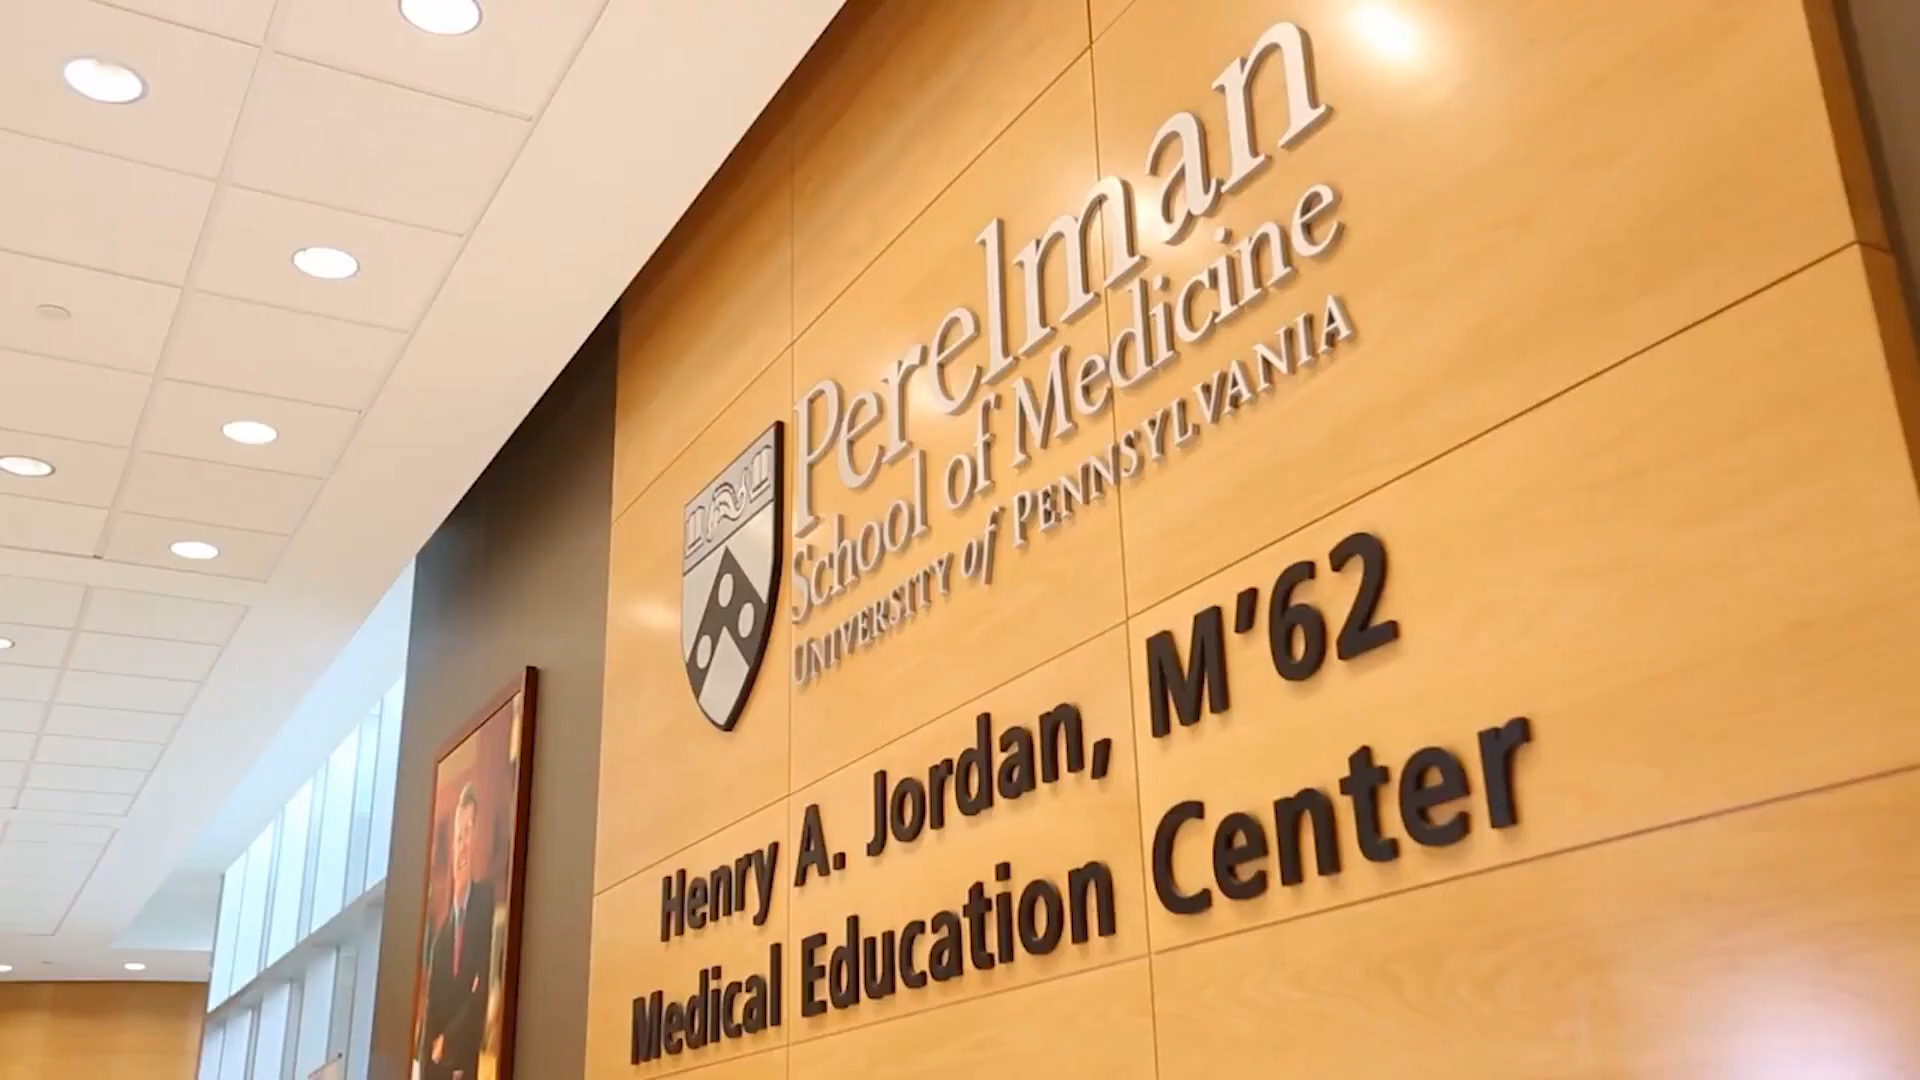 Perelman
School of Medicine
UNIVERSITY of PENNSYLVANIA
Henry A. Jordan, M'62
Medical Education Center